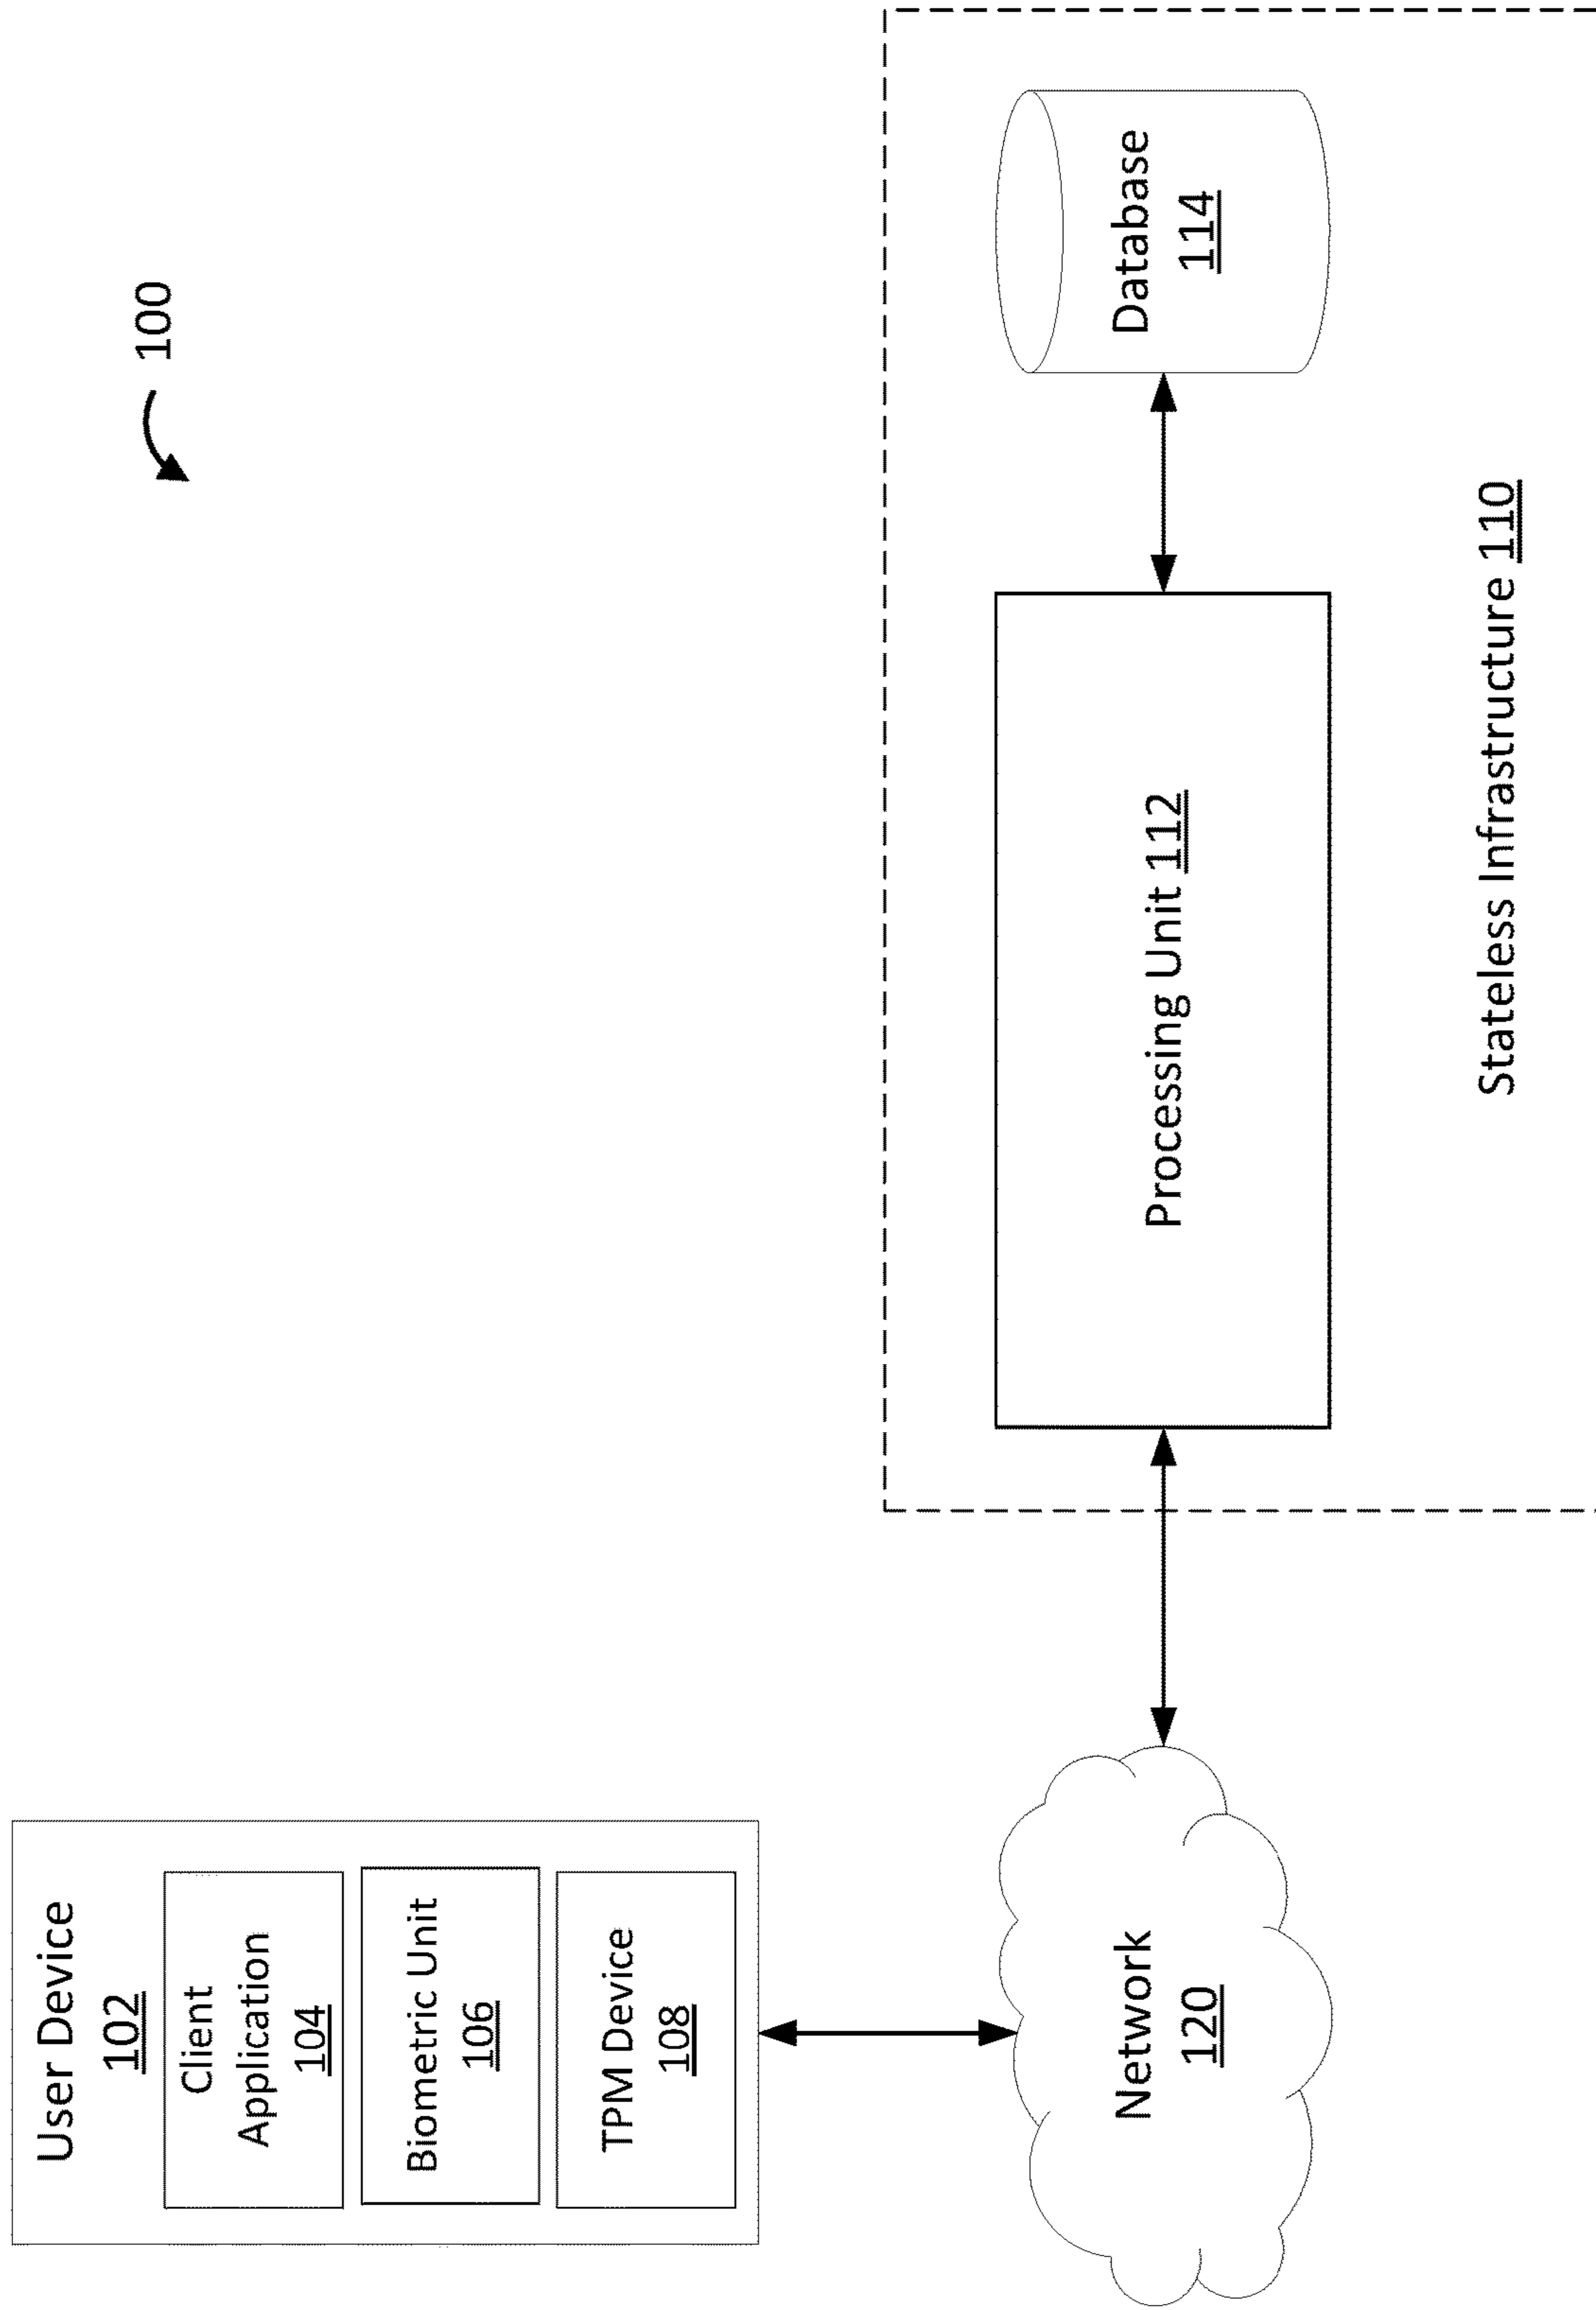 100
User Device
102
Client
Application
104
Biometric Unit
106
TPM Device
108
Network
120
Processing Unit 112
Database
114
Stateless Infrastructure 110